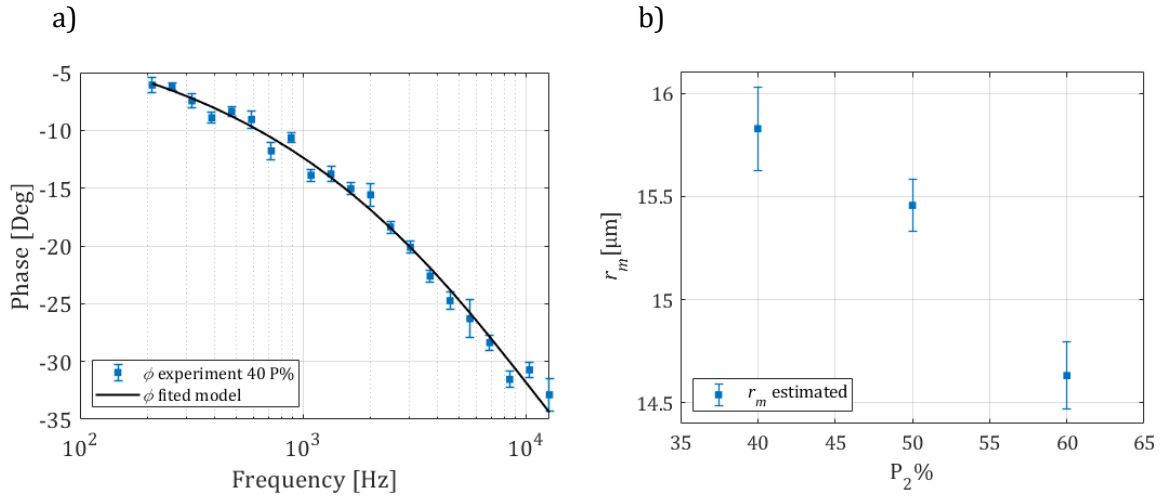 a)
-5
-10
-15
-20
-25
-30
-35
Phase [Deg]
ϕ experiment 40 P%
ϕ fited model
10²
10³
10⁴
Frequency [Hz]
b)
16
15.5
15
14.5
r_m[μm]
r_m estimated
35 40 45 50 55 60 65
P₂%